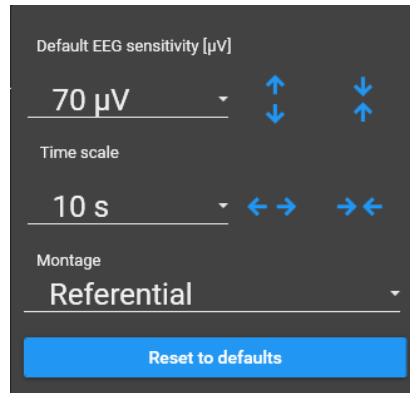 Default EEG sensitivity [µV]
70 µV
Time scale
10 s
Montage
Referential
Reset to defaults